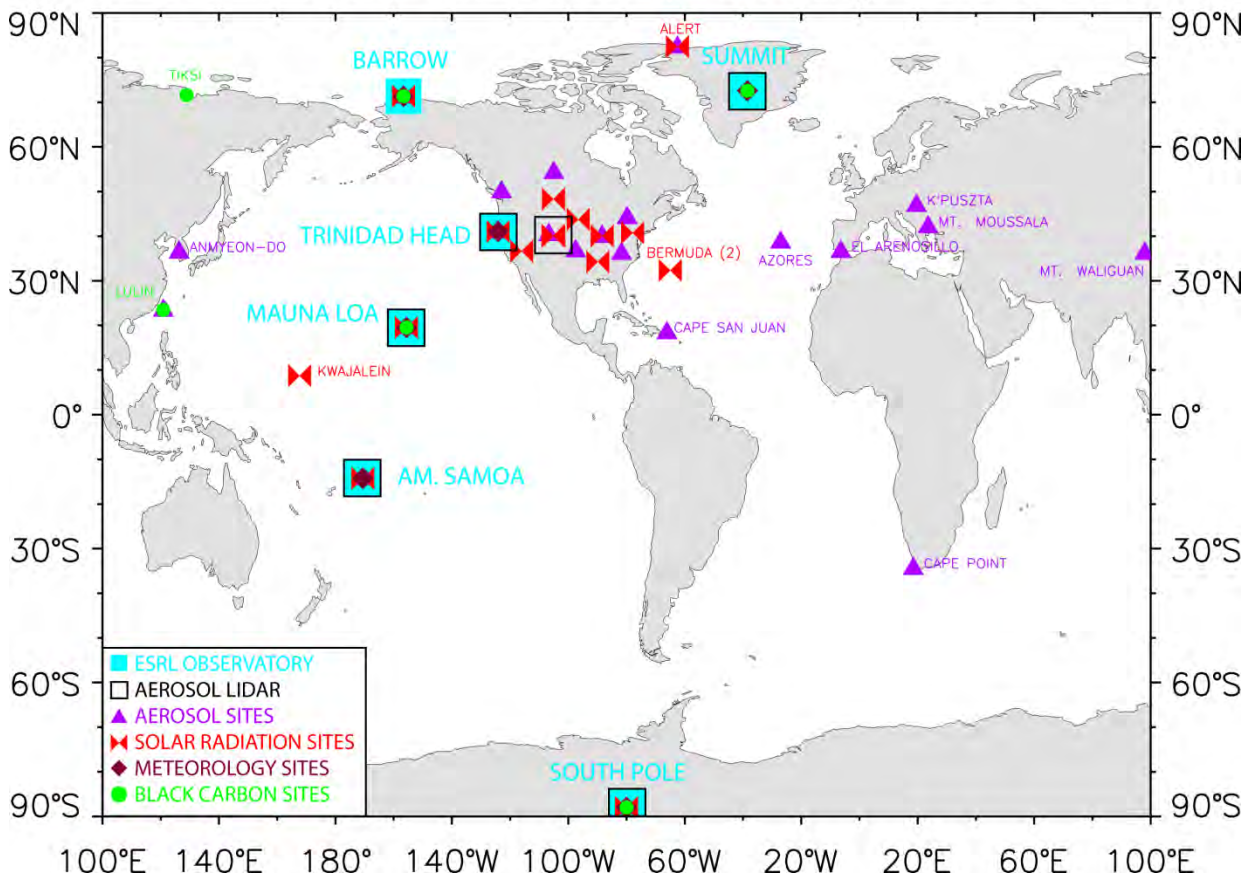 90°N
90°N
ALERT
BARROW
SUMMIT
TIKSI
60°N
60°N
K'PUSZTA
MT. MOUSSALA
TRINIDAD HEAD
ANMYEON-DO
BERMUDA (2)
EL ARENOSILLO
AZORES
MT. WALIGUAN
30°N
30°N
LULIN
MAUNA LOA
CAPE SAN JUAN
KWAJALEIN
0°
0°
AM. SAMOA
30°S
30°S
CAPE POINT
ESRL OBSERVATORY
60°S
60°S
AEROSOL LIDAR
AEROSOL SITES
SOLAR RADIATION SITES
METEOROLOGY SITES
SOUTH POLE
BLACK CARBON SITES
90°S
90°S
100°E 140°E 180° 140°W 100°W 60°W 20°W 20°E 60°E 100°E